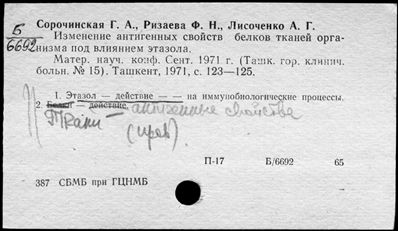 Б/6692
Сорочинская Г. А., Ризаева Ф. Н., Лисоченко А. Г.
Изменение антигенных свойств белков тканей орга-
низма под влиянием этазола.
Матер. науч. конф. Сент. 1971 г. (Ташк. гор. клинич.
больн. № 15). Ташкент, 1971, с. 123—125.
1. Этазол — действие — — на иммунобиологические процессы.
2. Белки — действие. антигенные свойства
Ткани —
П-17 Б/6692 65
387 СБМБ при ГЦНМБ